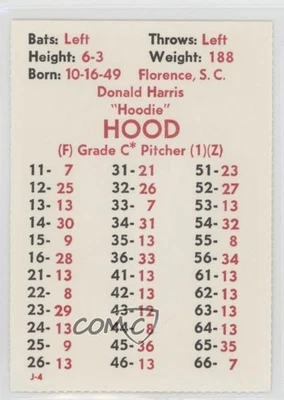 Bats: Left Throws: Left
Height: 6-3 Weight: 188
Born: 10-16-49 Florence, S. C.
Donald Harris
"Hoodie"
HOOD
(F) Grade C* Pitcher (1)(Z)
11- 7 31- 21 51- 23
12- 25 32- 26 52- 27
13- 13 33- 7 53- 13
14- 30 34- 31 54- 32
15- 9 35- 13 55- 8
16- 28 33- 13 56- 34
21- 13 41- 13 61- 13
22- 8 42- 13 62- 13
23- 29 43- 12 63- 13
24- 13 44- 8 64- 13
25- 9 45- 36 65- 13
26- 13 46- 13 66- 7
J-4
COMC